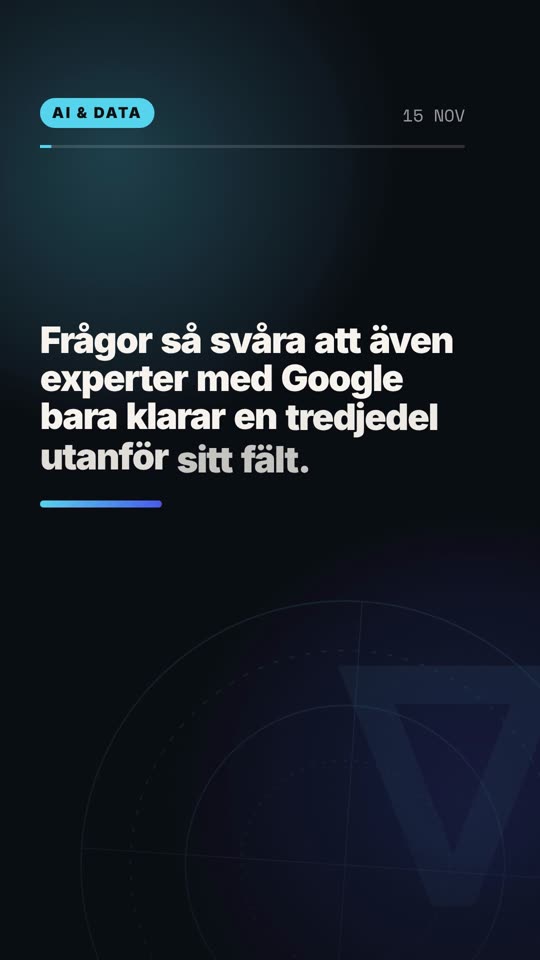 AI & DATA
15 NOV
Frågor så svåra att även
experter med Google
bara klarar en tredjedel
utanför sitt fält.